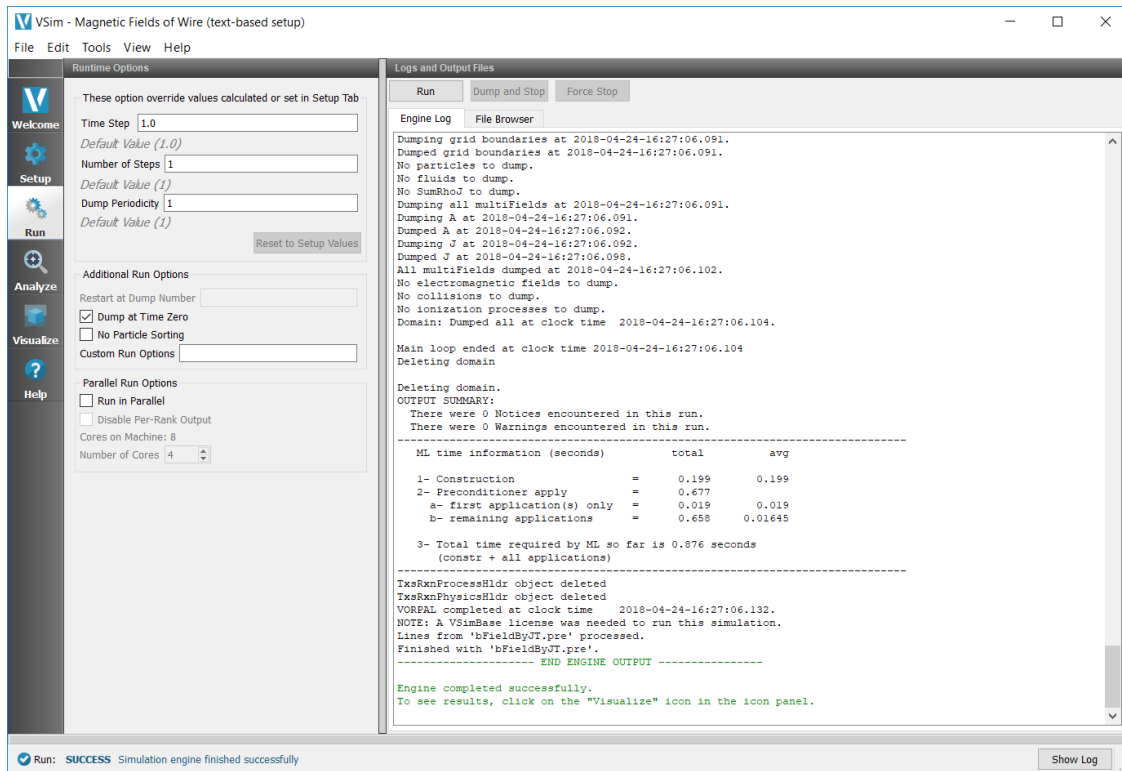 VSim - Magnetic Fields of Wire (text-based setup)
File Edit Tools View Help
Welcome
Setup
Run
Analyze
Visualize
Help
Runtime Options
These option override values calculated or set in Setup Tab
Time Step 1.0
Default Value (1.0)
Number of Steps 1
Default Value (1)
Dump Periodicity 1
Default Value (1)
Reset to Setup Values
Additional Run Options
Restart at Dump Number
Dump at Time Zero
No Particle Sorting
Custom Run Options
Parallel Run Options
Run in Parallel
Disable Per-Rank Output
Cores on Machine: 8
Number of Cores 4
Logs and Output Files
Run Dump and Stop Force Stop
Engine Log File Browser
Dumping grid boundaries at 2018-04-24-16:27:06.091.
Dumped grid boundaries at 2018-04-24-16:27:06.091.
No particles to dump.
No fluids to dump.
No SumRhoJ to dump.
Dumping all multiFields at 2018-04-24-16:27:06.091.
Dumping A at 2018-04-24-16:27:06.091.
Dumped A at 2018-04-24-16:27:06.092.
Dumping J at 2018-04-24-16:27:06.092.
Dumped J at 2018-04-24-16:27:06.098.
All multiFields dumped at 2018-04-24-16:27:06.102.
No electromagnetic fields to dump.
No collisions to dump.
No ionization processes to dump.
Domain: Dumped all at clock time 2018-04-24-16:27:06.104.
Main loop ended at clock time 2018-04-24-16:27:06.104
Deleting domain
Deleting domain.
OUTPUT SUMMARY:
There were 0 Notices encountered in this run.
There were 0 Warnings encountered in this run.
------------------------------------------------------------------------------
ML time information (seconds) total avg
1- Construction = 0.199 0.199
2- Preconditioner apply = 0.677
a- first application(s) only = 0.019 0.019
b- remaining applications = 0.658 0.01645
3- Total time required by ML so far is 0.876 seconds
(constr + all applications)
------------------------------------------------------------------------------
TxsRxnProcessHldr object deleted
TxsRxnPhysicsHldr object deleted
VORPAL completed at clock time 2018-04-24-16:27:06.132.
NOTE: A VSimBase license was needed to run this simulation.
Lines from 'bFieldByJT.pre' processed.
Finished with 'bFieldByJT.pre'.
--------------------- END ENGINE OUTPUT ----------------
Engine completed successfully.
To see results, click on the "Visualize" icon in the icon panel.
Run: SUCCESS Simulation engine finished successfully
Show Log